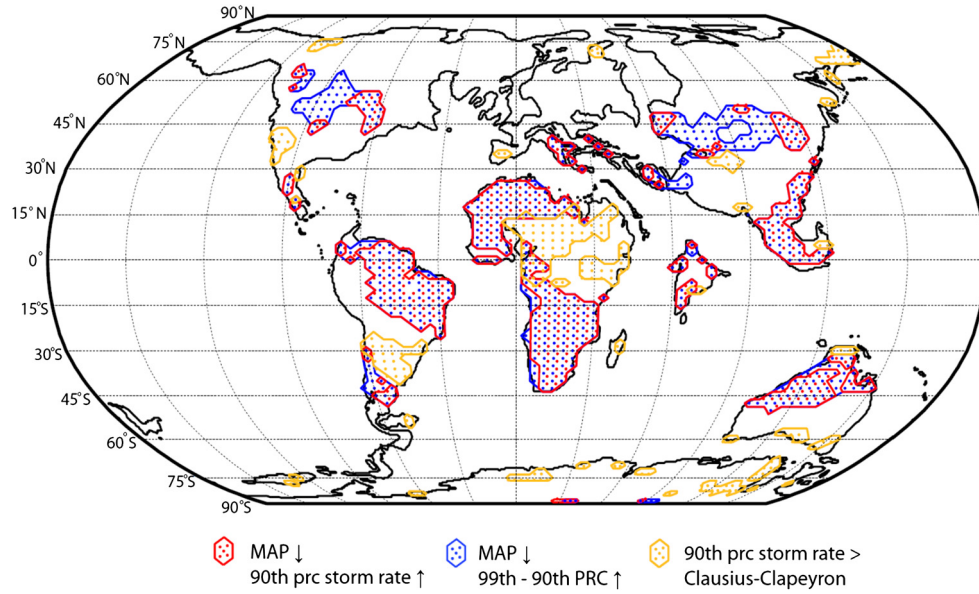 90°N
75°N
60°N
45°N
30°N
15°N
0°
15°S
30°S
45°S
60°S
75°S
90°S
MAP ↓
90th prc storm rate ↑
MAP ↓
99th - 90th PRC ↑
90th prc storm rate >
Clausius-Clapeyron